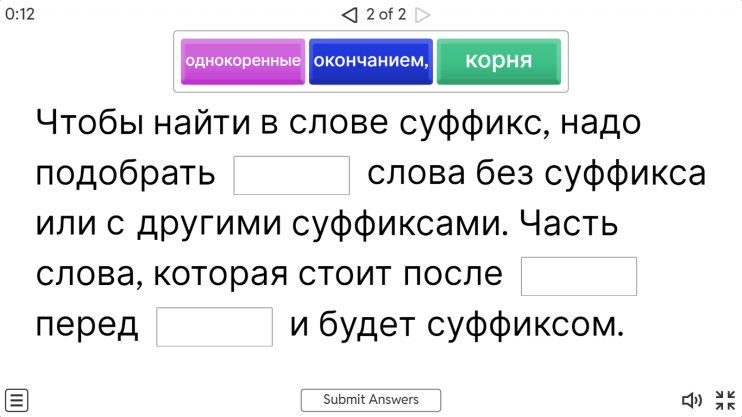 0:12
2 of 2
однокоренные окончанием, корня
Чтобы найти в слове суффикс, надо
подобрать слова без суффикса
или с другими суффиксами. Часть
слова, которая стоит после
перед и будет суффиксом.
Submit Answers